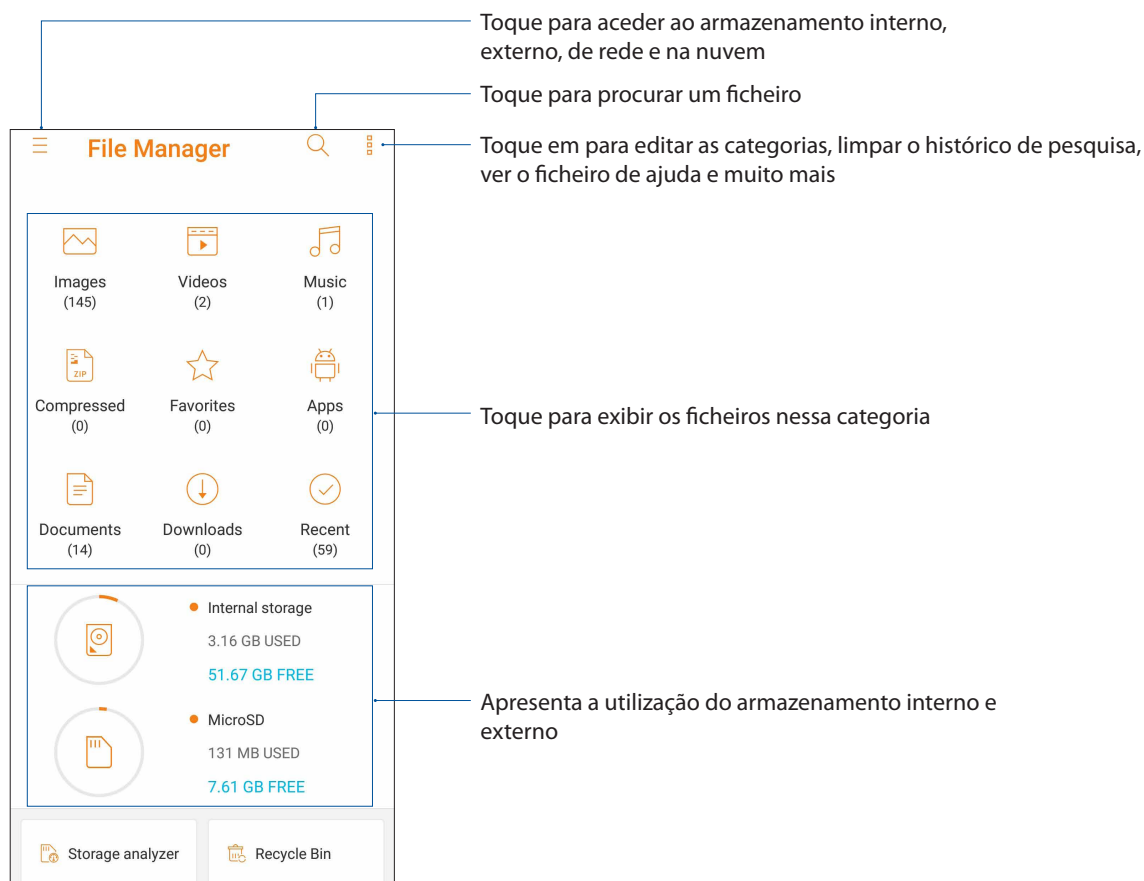 Toque para aceder ao armazenamento interno,
externo, de rede e na nuvem
Toque para procurar um ficheiro
File Manager
Toque em para editar as categorias, limpar o histórico de pesquisa,
ver o ficheiro de ajuda e muito mais
Images
(145)
Videos
(2)
Music
(1)
ZIP
Compressed
(0)
Favorites
(0)
Apps
(0)
Toque para exibir os ficheiros nessa categoria
Documents
(14)
Downloads
(0)
Recent
(59)
Internal storage
3.16 GB USED
51.67 GB FREE
Apresenta a utilização do armazenamento interno e
externo
MicroSD
131 MB USED
7.61 GB FREE
Storage analyzer
Recycle Bin